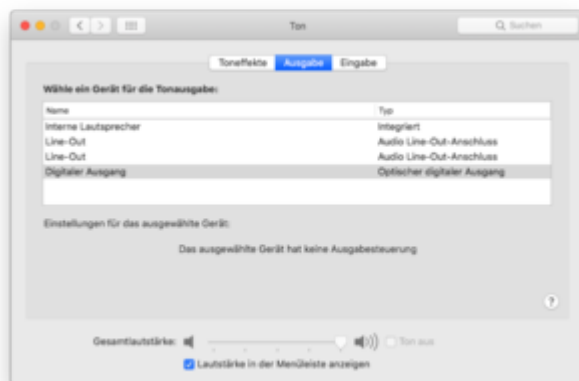 Ton
Suchen
Toneffekte Ausgabe Eingabe
Wähle ein Gerät für die Tonausgabe:
Name Typ
Interne Lautsprecher Integriert
Line-Out Audio Line-Out-Anschluss
Line-Out Audio Line-Out-Anschluss
Digitaler Ausgang Optischer digitaler Ausgang
Einstellungen für das ausgewählte Gerät:
Das ausgewählte Gerät hat keine Ausgabesteuerung
?
Gesamtlautstärke: Ton aus
Lautstärke in der Menüleiste anzeigen